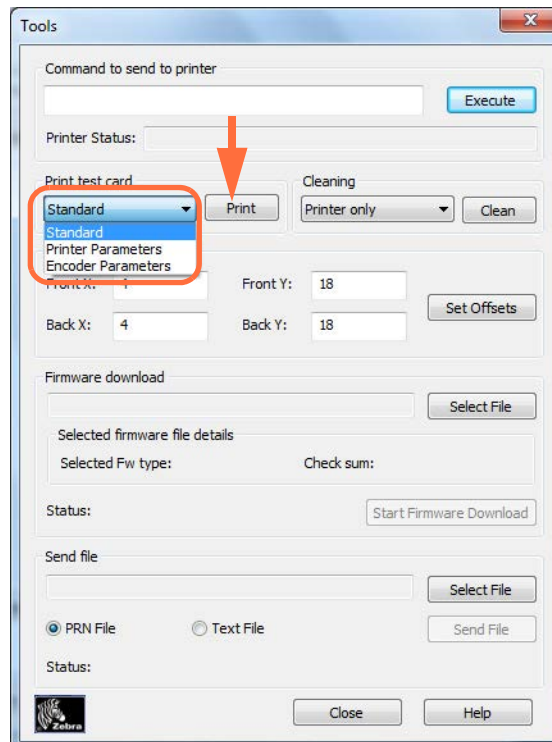 Tools
Command to send to printer
Execute
Printer Status:
Print test card
Cleaning
Standard
Print
Printer only
Clean
Standard
Printer Parameters
Encoder Parameters
Front X:
Front Y:
18
Set Offsets
Back X:
4
Back Y:
18
Firmware download
Select File
Selected firmware file details
Selected Fw type:
Check sum:
Status:
Start Firmware Download
Send file
Select File
PRN File
Text File
Send File
Status:
Zebra
Close
Help